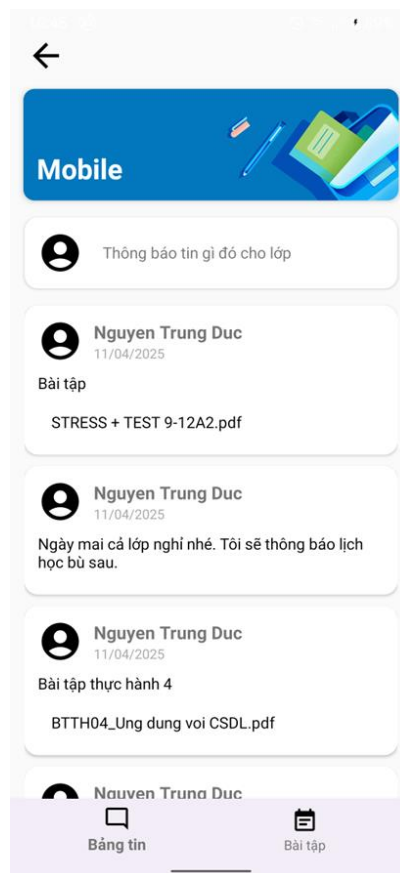 Mobile
Thông báo tin gì đó cho lớp
Nguyen Trung Duc
11/04/2025
Bài tập
STRESS + TEST 9-12A2.pdf
Nguyen Trung Duc
11/04/2025
Ngày mai cả lớp nghỉ nhé. Tôi sẽ thông báo lịch
học bù sau.
Nguyen Trung Duc
11/04/2025
Bài tập thực hành 4
BTTH04_Ung dung voi CSDL.pdf
Nguyen Trung Duc
Bảng tin
Bài tập